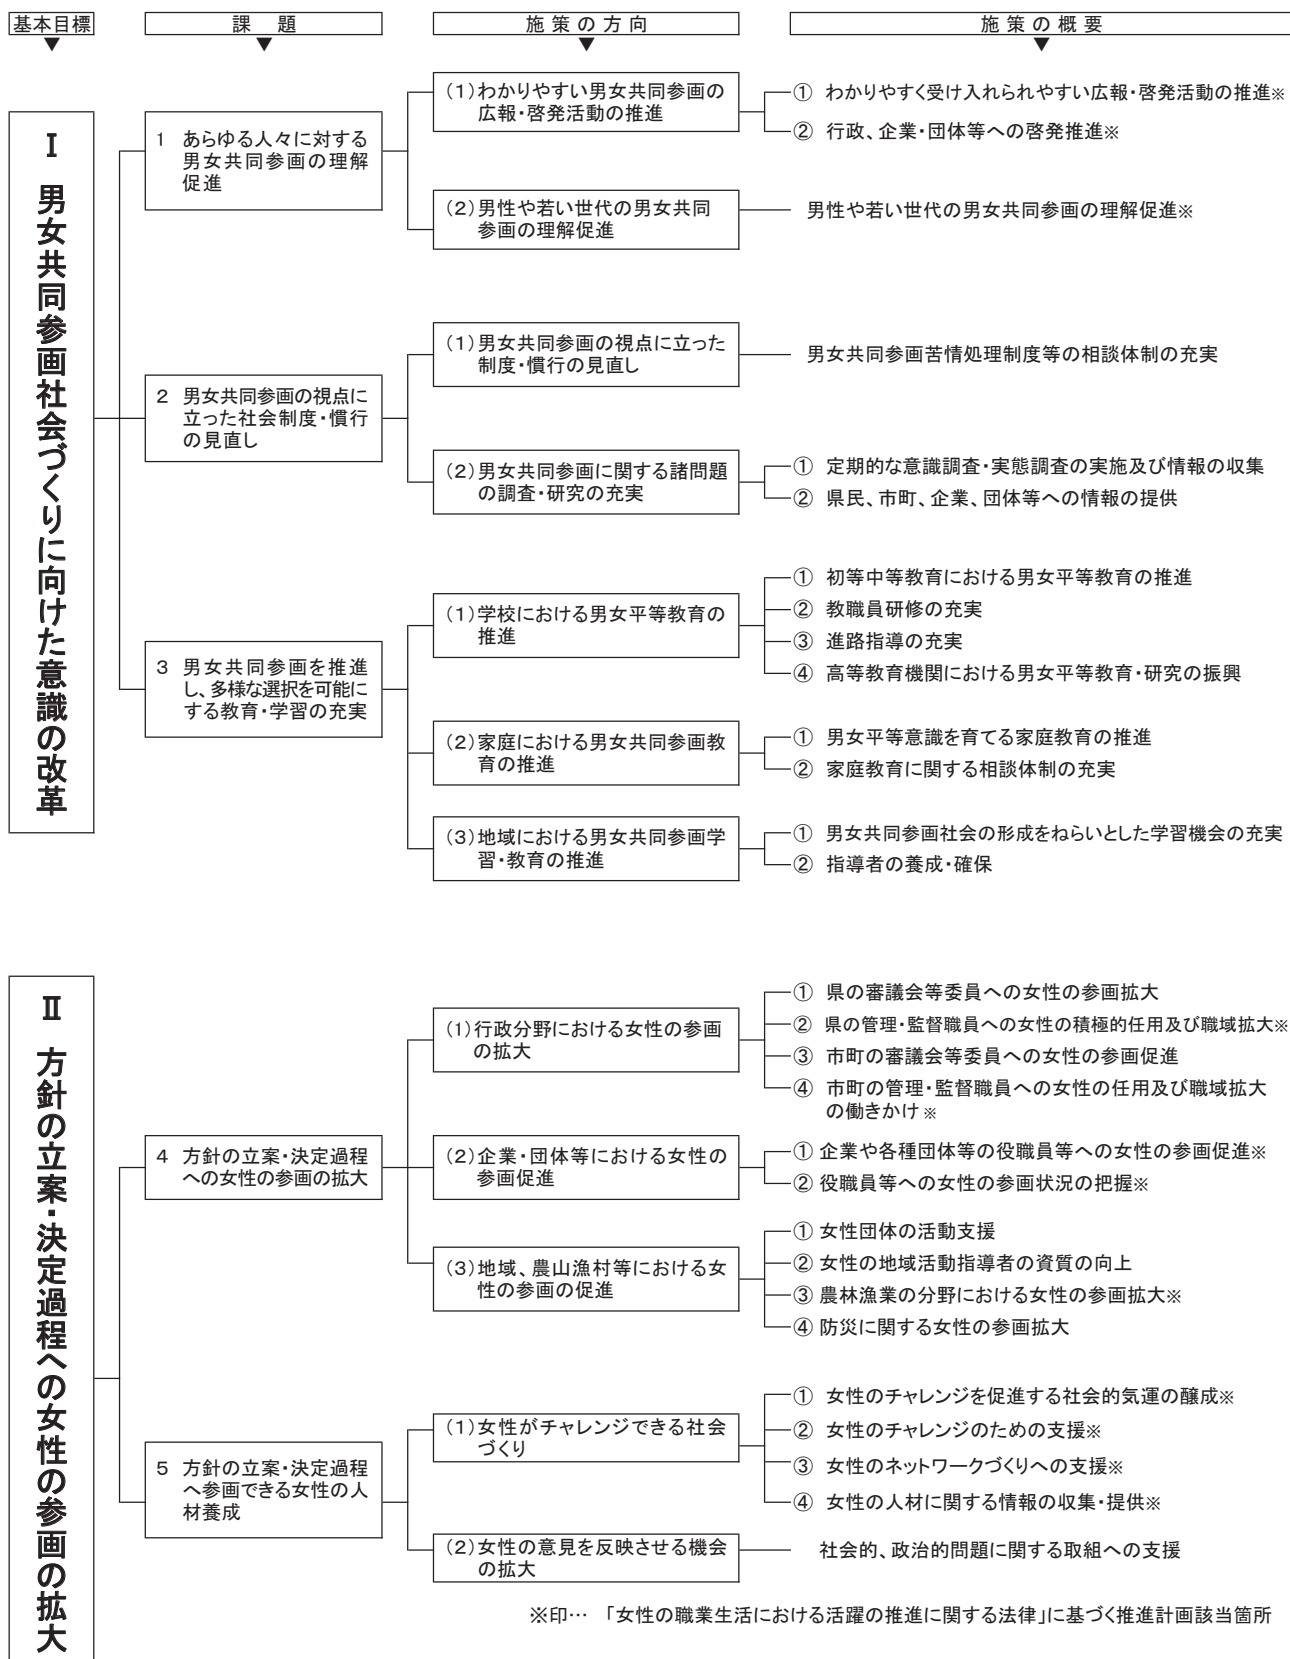 基本目標
課題
施策の方向
施策の概要
▼
▼
▼
▼
Ⅰ 男女共同参画社会づくりに向けた意識の改革
1 あらゆる人々に対する
男女共同参画の理解
促進
(1)わかりやすい男女共同参画の
広報・啓発活動の推進
① わかりやすく受け入れられやすい広報・啓発活動の推進※
② 行政、企業・団体等への啓発推進※
(2)男性や若い世代の男女共同
参画の理解促進
男性や若い世代の男女共同参画の理解促進※
2 男女共同参画の視点に
立った社会制度・慣行
の見直し
(1)男女共同参画の視点に立った
制度・慣行の見直し
男女共同参画苦情処理制度等の相談体制の充実
(2)男女共同参画に関する諸問題
の調査・研究の充実
① 定期的な意識調査・実態調査の実施及び情報の収集
② 県民、市町、企業、団体等への情報の提供
3 男女共同参画を推進
し、多様な選択を可能に
する教育・学習の充実
(1)学校における男女平等教育の
推進
① 初等中等教育における男女平等教育の推進
② 教職員研修の充実
③ 進路指導の充実
④ 高等教育機関における男女平等教育・研究の振興
(2)家庭における男女共同参画教
育の推進
① 男女平等意識を育てる家庭教育の推進
② 家庭教育に関する相談体制の充実
(3)地域における男女共同参画学
習・教育の推進
① 男女共同参画社会の形成をねらいとした学習機会の充実
② 指導者の養成・確保
Ⅱ 方針の立案・決定過程への女性の参画の拡大
4 方針の立案・決定過程
への女性の参画の拡大
(1)行政分野における女性の参画
の拡大
① 県の審議会等委員への女性の参画拡大
② 県の管理・監督職員への女性の積極的任用及び職域拡大※
③ 市町の審議会等委員への女性の参画促進
④ 市町の管理・監督職員への女性の任用及び職域拡大
の働きかけ※
(2)企業・団体等における女性の
参画促進
① 企業や各種団体等の役職員等への女性の参画促進※
② 役職員等への女性の参画状況の把握※
(3)地域、農山漁村等における女
性の参画の促進
① 女性団体の活動支援
② 女性の地域活動指導者の資質の向上
③ 農林漁業の分野における女性の参画拡大※
④ 防災に関する女性の参画拡大
5 方針の立案・決定過程
へ参画できる女性の人
材養成
(1)女性がチャレンジできる社会
づくり
① 女性のチャレンジを促進する社会的気運の醸成※
② 女性のチャレンジのための支援※
③ 女性のネットワークづくりへの支援※
④ 女性の人材に関する情報の収集・提供※
(2)女性の意見を反映させる機会
の拡大
社会的、政治的問題に関する取組への支援
※印… 「女性の職業生活における活躍の推進に関する法律」に基づく推進計画該当箇所